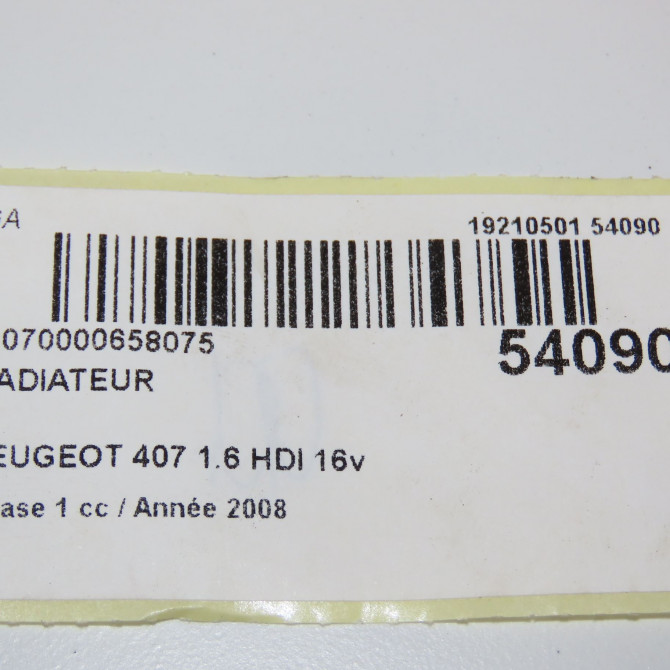 19210501 54090
070000658075
54090
ADIATEUR
EUGEOT 407 1.6 HDI 16v
ase 1 cc / Année 2008